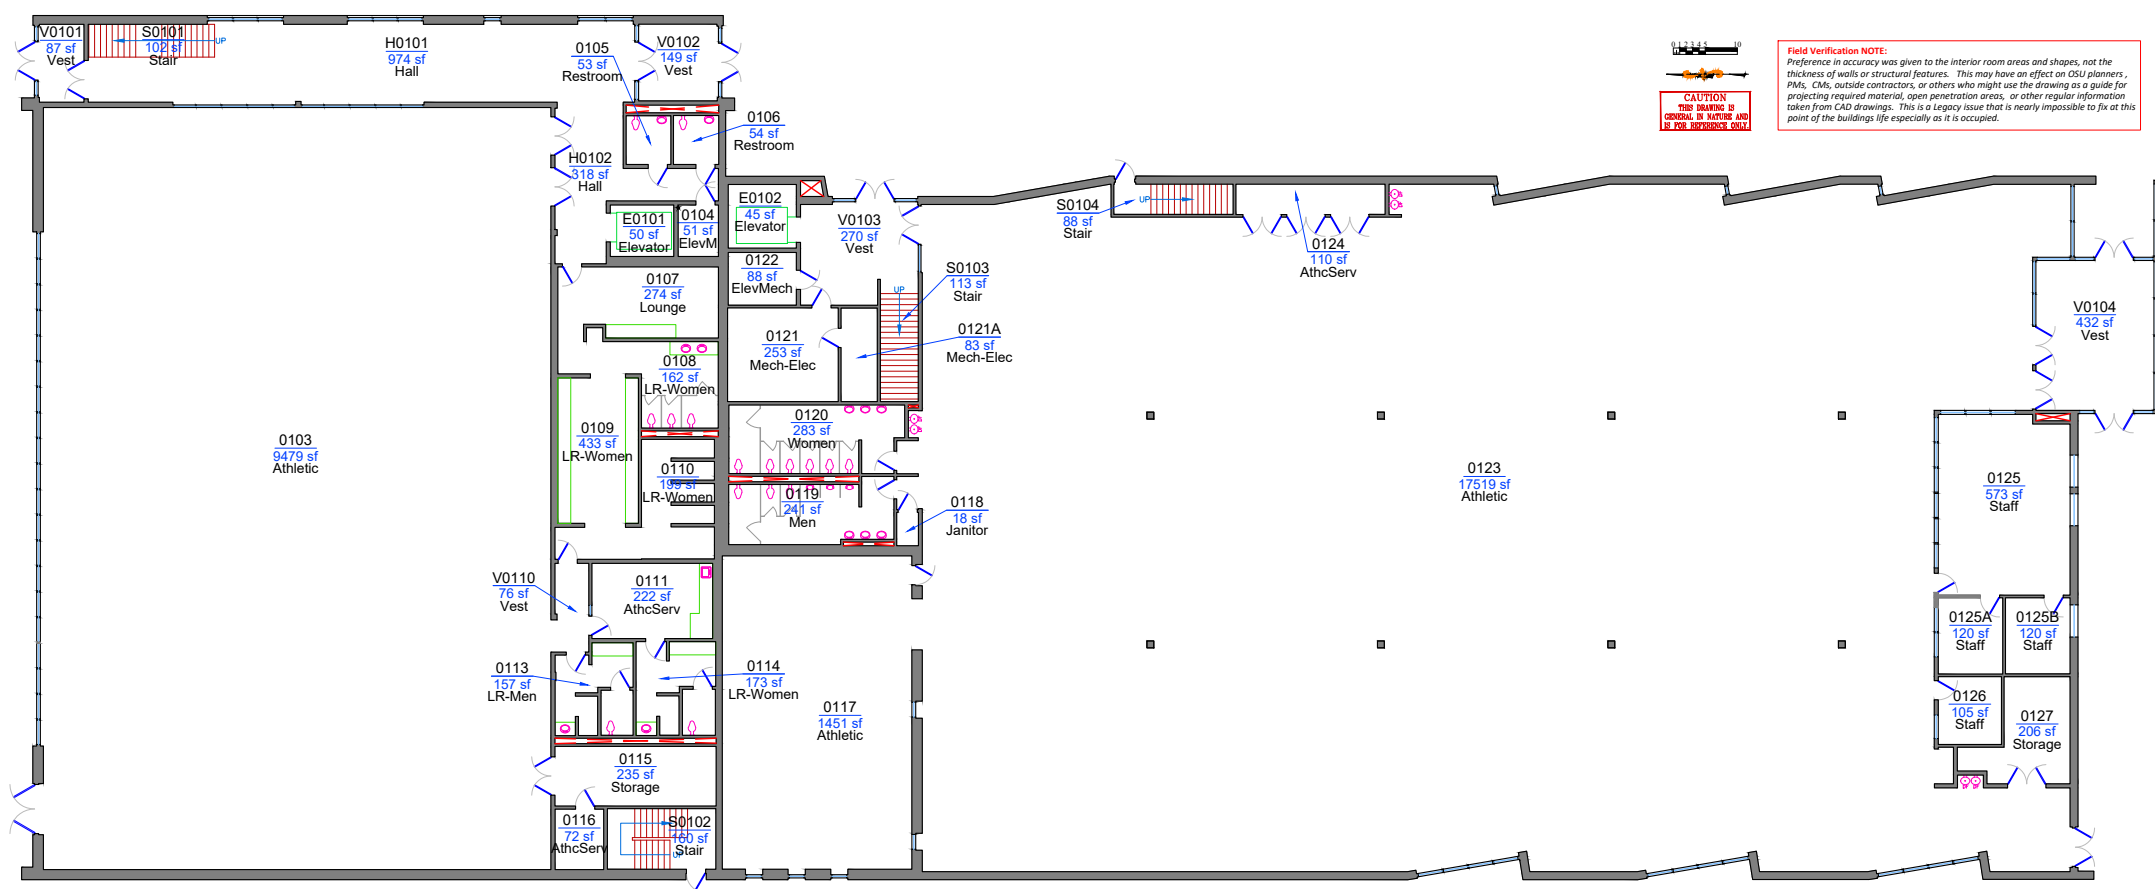 V0101
87 sf
Vest
S0101
102 sf
Stair
UP
H0101
974 sf
Hall
0105
53 sf
Restroom
V0102
149 sf
Vest
0106
54 sf
Restroom
H0102
318 sf
Hall
E0101
50 sf
Elevator
0104
51 sf
ElevM
E0102
45 sf
Elevator
V0103
270 sf
Vest
0122
88 sf
ElevMech
0107
274 sf
Lounge
UP
S0103
113 sf
Stair
0121
253 sf
Mech-Elec
0121A
83 sf
Mech-Elec
0108
162 sf
LR-Women
0109
433 sf
LR-Women
0110
199 sf
LR-Women
0120
283 sf
Women
0119
241 sf
Men
0118
18 sf
Janitor
0103
9479 sf
Athletic
V0110
76 sf
Vest
0111
222 sf
AthcServ
0113
157 sf
LR-Men
0114
173 sf
LR-Women
0115
235 sf
Storage
0116
72 sf
AthcServ
S0102
160 sf
Stair
UP
0117
1451 sf
Athletic
S0104
88 sf
Stair
UP
0124
110 sf
AthcServ
0123
17519 sf
Athletic
V0104
432 sf
Vest
0125
573 sf
Staff
0125A
120 sf
Staff
0125B
120 sf
Staff
0126
105 sf
Staff
0127
206 sf
Storage
0 1 2 3 4 5 10
CAUTION
THIS DRAWING IS
GENERAL IN NATURE AND
IS FOR REFERENCE ONLY.
Field Verification NOTE:
Preference in accuracy was given to the interior room areas and shapes, not the
thickness of walls or structural features. This may have an effect on OSU planners ,
PMs, CMs, outside contractors, or others who might use the drawing as a guide for
projecting required material, open penetration areas, or other regular information
taken from CAD drawings. This is a Legacy issue that is nearly impossible to fix at this
point of the buildings life especially as it is occupied.